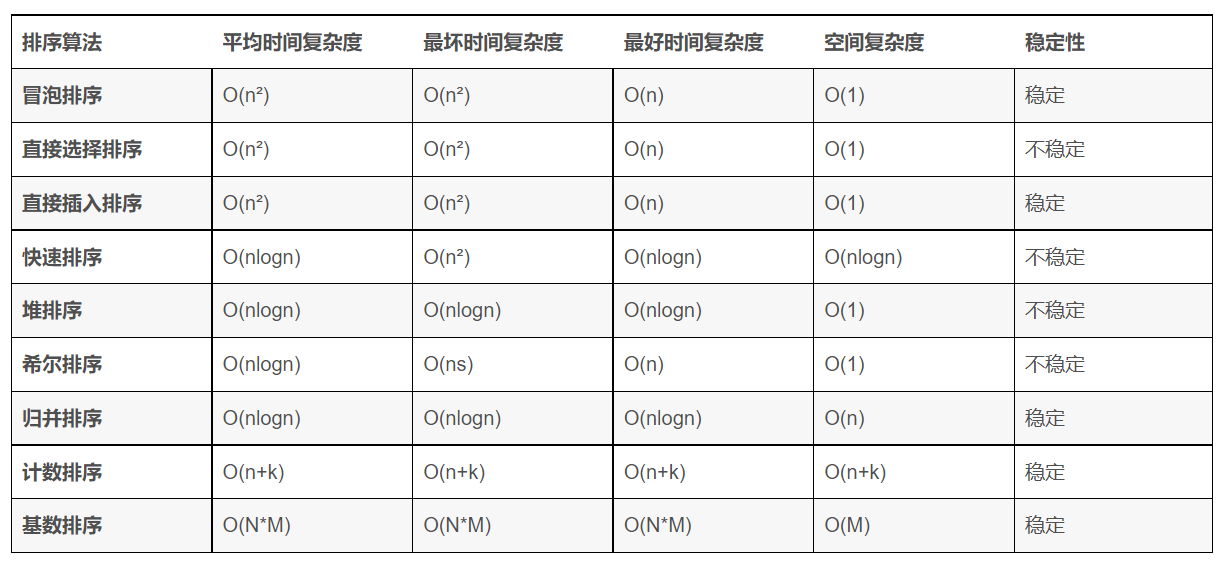 排序算法 平均时间复杂度 最坏时间复杂度 最好时间复杂度 空间复杂度 稳定性
冒泡排序 O(n²) O(n²) O(n) O(1) 稳定
直接选择排序 O(n²) O(n²) O(n) O(1) 不稳定
直接插入排序 O(n²) O(n²) O(n) O(1) 稳定
快速排序 O(nlogn) O(n²) O(nlogn) O(nlogn) 不稳定
堆排序 O(nlogn) O(nlogn) O(nlogn) O(1) 不稳定
希尔排序 O(nlogn) O(ns) O(n) O(1) 不稳定
归并排序 O(nlogn) O(nlogn) O(nlogn) O(n) 稳定
计数排序 O(n+k) O(n+k) O(n+k) O(n+k) 稳定
基数排序 O(N*M) O(N*M) O(N*M) O(M) 稳定